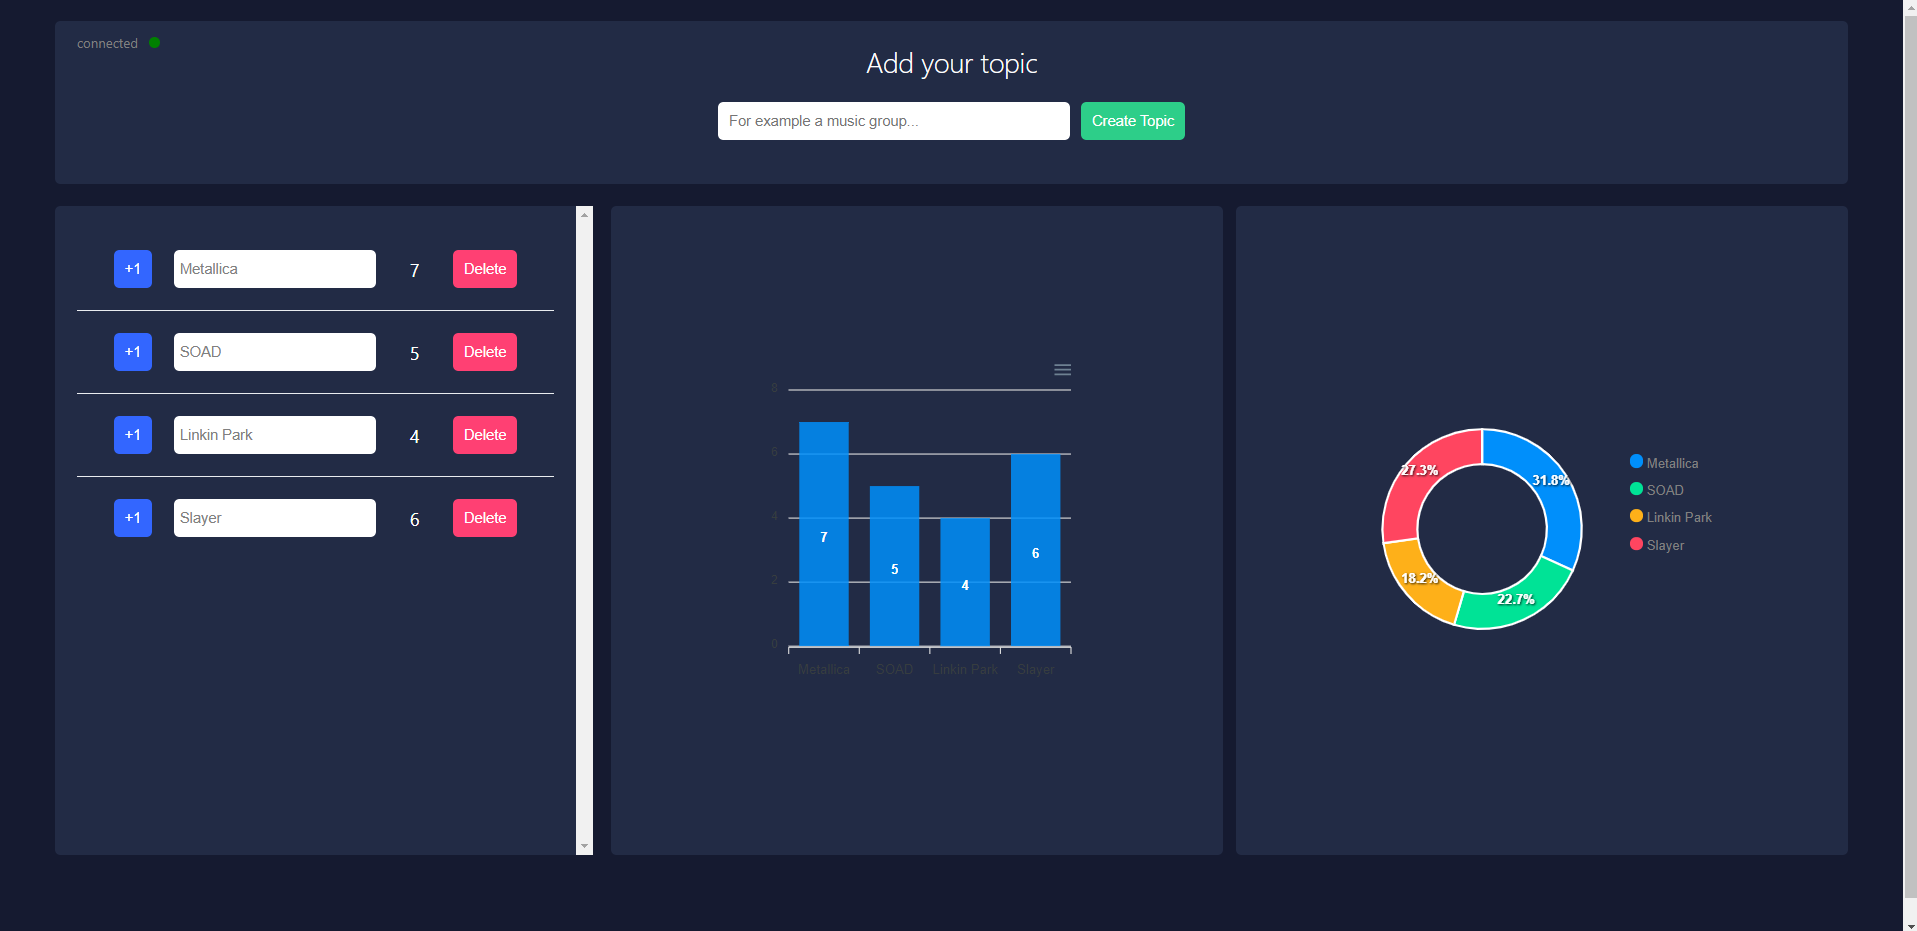 connected
Add your topic
For example a music group...
Create Topic
+1 Metallica 7 Delete
+1 SOAD 5 Delete
+1 Linkin Park 4 Delete
+1 Slayer 6 Delete
8
6
4
2
0
7
5
4
6
Metallica SOAD Linkin Park Slayer
27.3%
31.8%
18.2%
22.7%
Metallica
SOAD
Linkin Park
Slayer